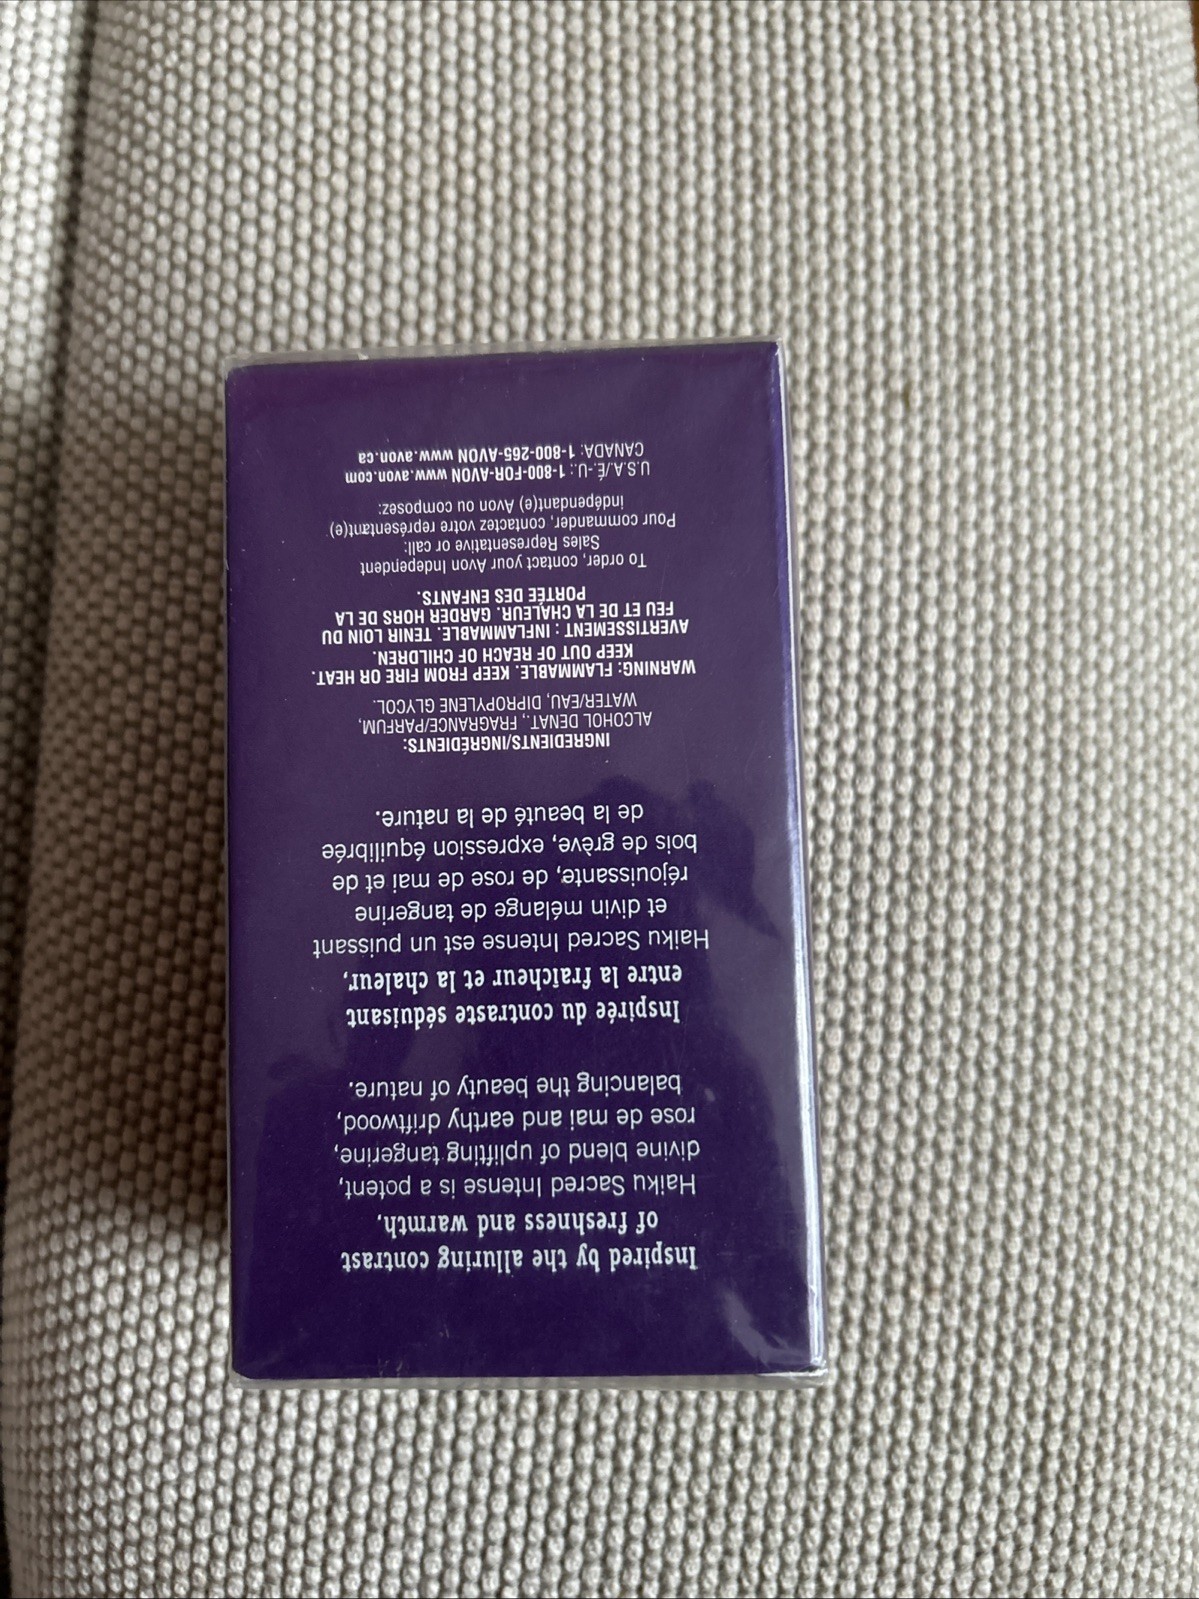 Inspired by the alluring contrast
of freshness and warmth,
Haiku Sacred Intense is a potent,
divine blend of uplifting tangerine,
rose de mai and earthy driftwood,
balancing the beauty of nature.
Inspirée du contraste séduisant
entre la fraîcheur et la chaleur,
Haiku Sacred Intense est un puissant
et divin mélange de tangerine
réjouissante, de rose de mai et de
bois de grève, expression équilibrée
de la beauté de la nature.
INGREDIENTS/INGRÉDIENTS:
ALCOHOL DENAT., FRAGRANCE/PARFUM,
WATER/EAU, DIPROPYLENE GLYCOL.
WARNING: FLAMMABLE. KEEP FROM FIRE OR HEAT.
KEEP OUT OF REACH OF CHILDREN.
AVERTISSEMENT : INFLAMMABLE. TENIR LOIN DU
FEU ET DE LA CHALEUR. GARDER HORS DE LA
PORTÉE DES ENFANTS.
To order, contact your Avon Independent
Sales Representative or call:
Pour commander, contactez votre représentant(e)
indépendant(e) Avon ou composez:
U.S.A./É.-U.: 1-800-FOR-AVON www.avon.com
CANADA: 1-800-265-AVON www.avon.ca